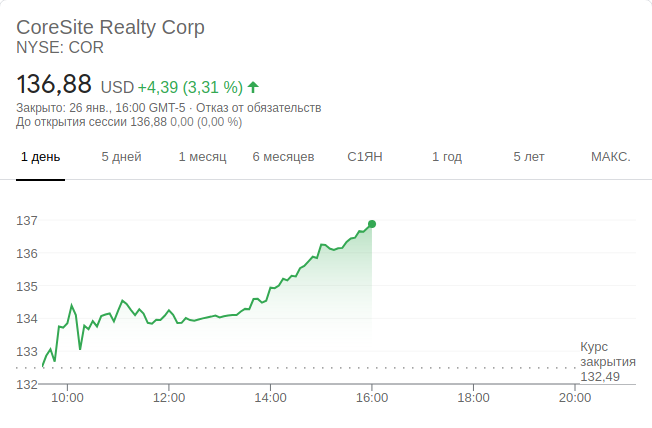 CoreSite Realty Corp
NYSE: COR
136,88 USD +4,39 (3,31 %)
Закрыто: 26 янв., 16:00 GMT-5 · Отказ от обязательств
До открытия сессии 136,88 0,00 (0,00 %)
1 день 5 дней 1 месяц 6 месяцев С1ЯН 1 год 5 лет МАКС.
137
136
135
134
133
132
Курс
закрытия
132,49
10:00 12:00 14:00 16:00 18:00 20:00